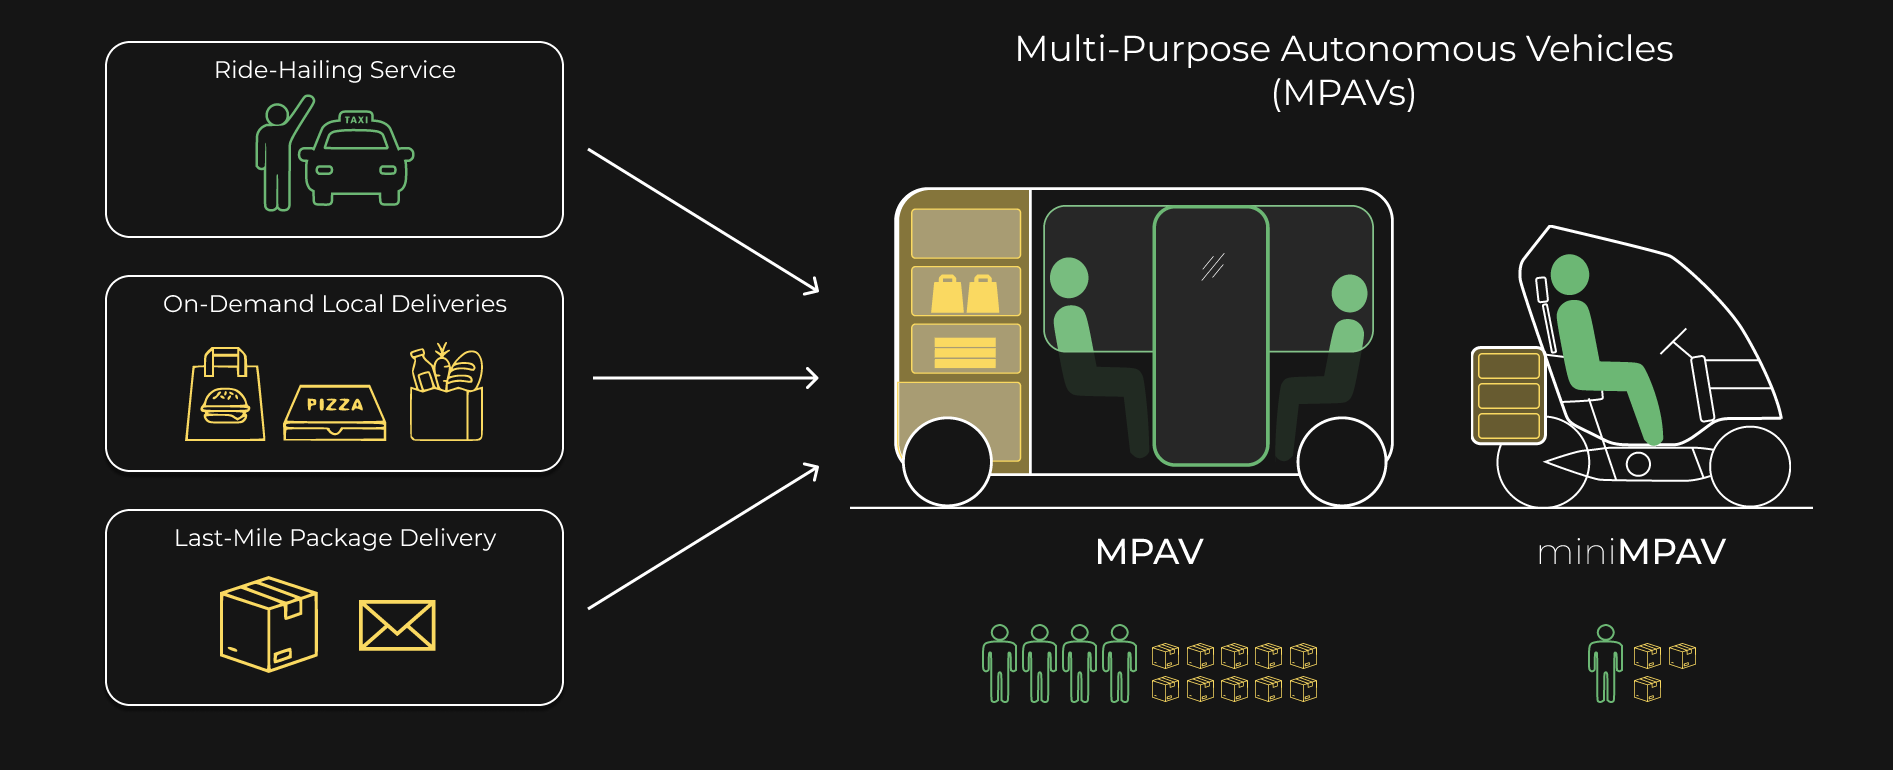 Ride-Hailing Service
TAXI
On-Demand Local Deliveries
PIZZA
Last-Mile Package Delivery
Multi-Purpose Autonomous Vehicles
(MPAVs)
MPAV
miniMPAV